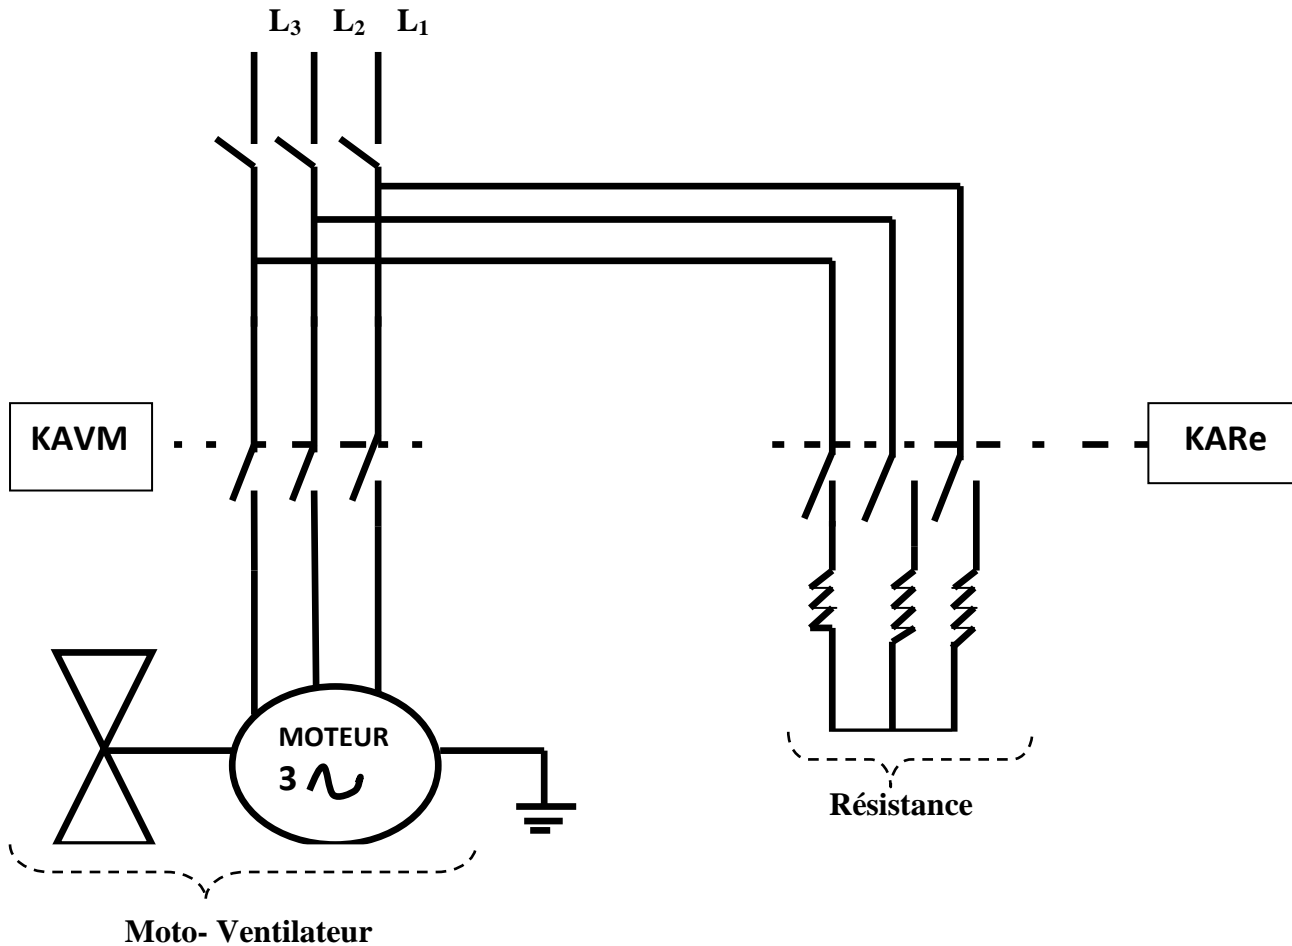 L₃ L₂ L₁
KAVM
KARe
MOTEUR
3
Résistance
Moto- Ventilateur